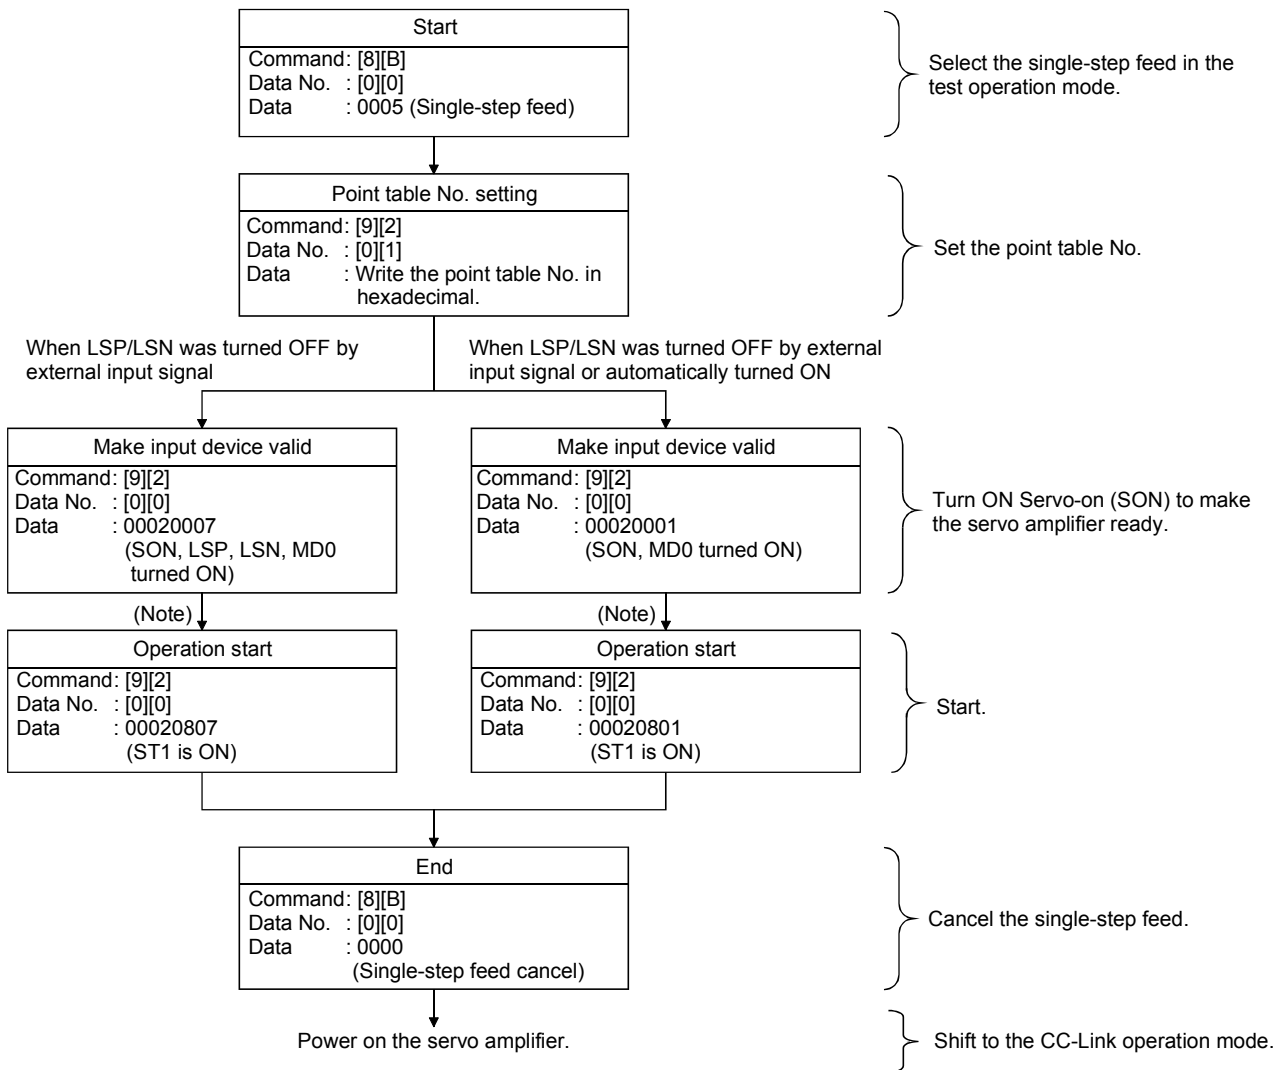 Start
Command: [8][B]
Data No. : [0][0]
Data : 0005 (Single-step feed)
Select the single-step feed in the
test operation mode.
Point table No. setting
Command: [9][2]
Data No. : [0][1]
Data : Write the point table No. in
hexadecimal.
Set the point table No.
When LSP/LSN was turned OFF by
external input signal
When LSP/LSN was turned OFF by external
input signal or automatically turned ON
Make input device valid
Command: [9][2]
Data No. : [0][0]
Data : 00020007
(SON, LSP, LSN, MD0
turned ON)
Make input device valid
Command: [9][2]
Data No. : [0][0]
Data : 00020001
(SON, MD0 turned ON)
Turn ON Servo-on (SON) to make
the servo amplifier ready.
(Note)
(Note)
Operation start
Command: [9][2]
Data No. : [0][0]
Data : 00020807
(ST1 is ON)
Operation start
Command: [9][2]
Data No. : [0][0]
Data : 00020801
(ST1 is ON)
Start.
End
Command: [8][B]
Data No. : [0][0]
Data : 0000
(Single-step feed cancel)
Cancel the single-step feed.
Power on the servo amplifier.
Shift to the CC-Link operation mode.